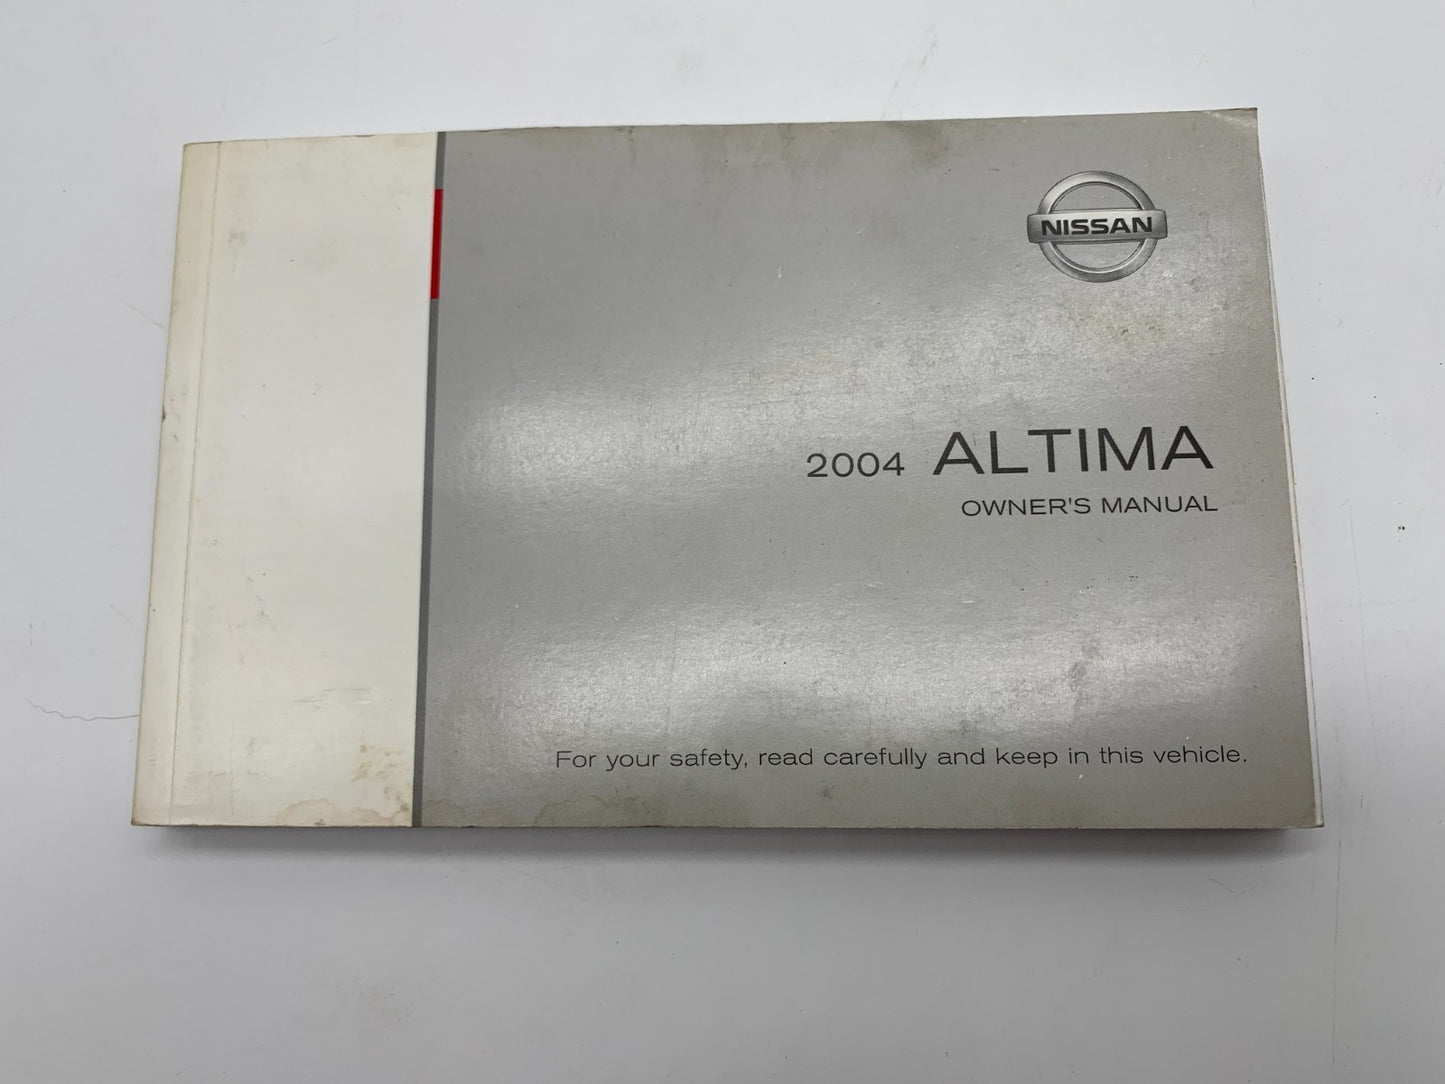 NISSAN
2004 ALTIMA
OWNER'S MANUAL
For your safety, read carefully and keep in this vehicle.